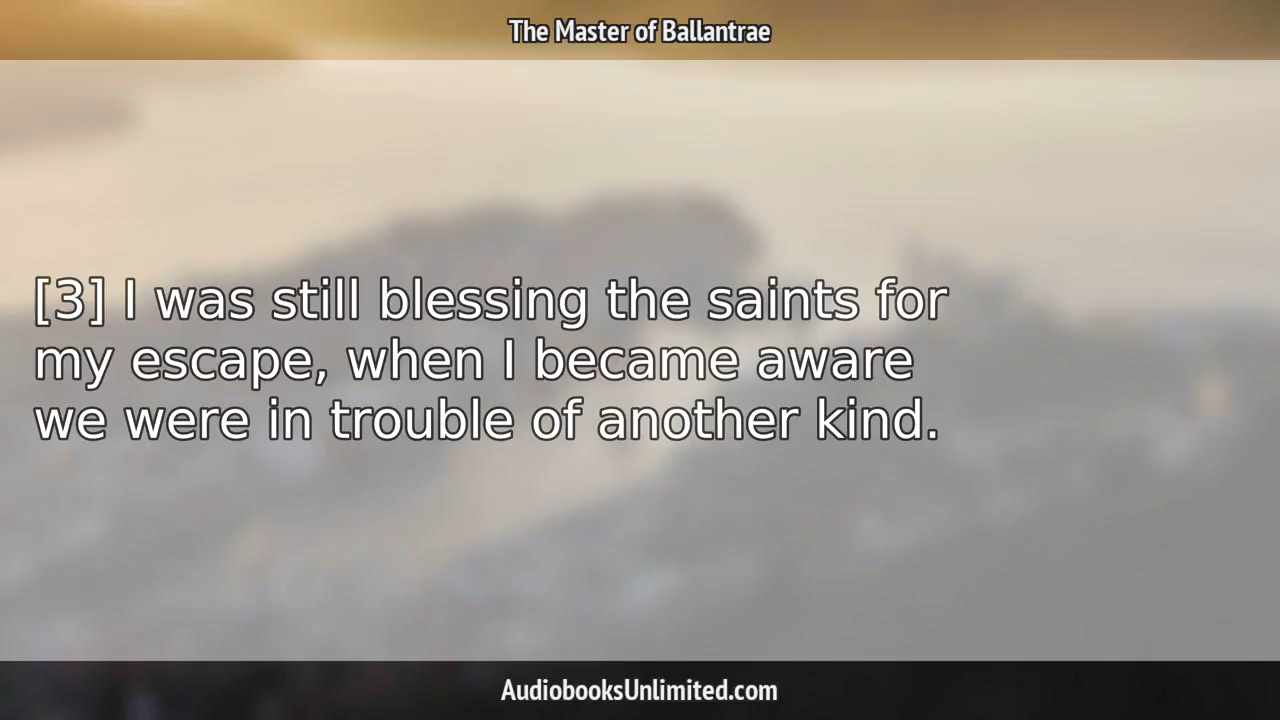 The Master of Ballantrae
[3] I was still blessing the saints for
my escape, when I became aware
we were in trouble of another kind.
AudiobooksUnlimited.com